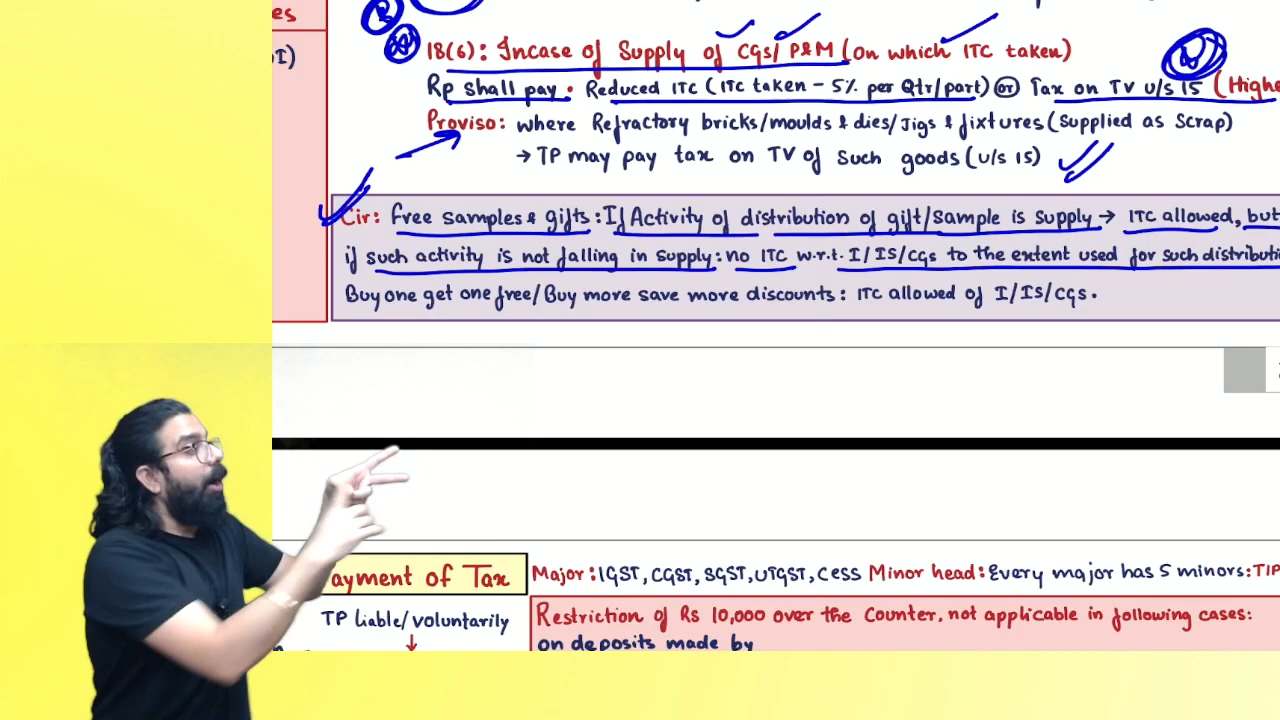 es
I)
18(6): Incase of Supply of CGs/P&M (on which ITC taken)
Rp shall pay • Reduced ITC (ITC taken - 5% per Qtr/part) or Tax on TV u/s 15 (Highe
Proviso: where Refractory bricks/moulds & dies/Jigs & fixtures (Supplied as Scrap)
→ TP may pay tax on TV of such goods (u/s 15)
Cir: Free samples & gifts: If Activity of distribution of gift/sample is supply → ITC allowed, but
if such activity is not falling in supply: no ITC w.r.t. I/IS/CGs to the extent used for such distributi
Buy one get one free/Buy more save more discounts: ITC allowed of I/IS/CGs.
ayment of Tax
Major: IGST, CGST, SGST, UTGST, Cess Minor head: Every major has 5 minors: TIP
TP liable/voluntarily
Restriction of Rs 10,000 over the Counter. not applicable in following cases:
on deposits made by